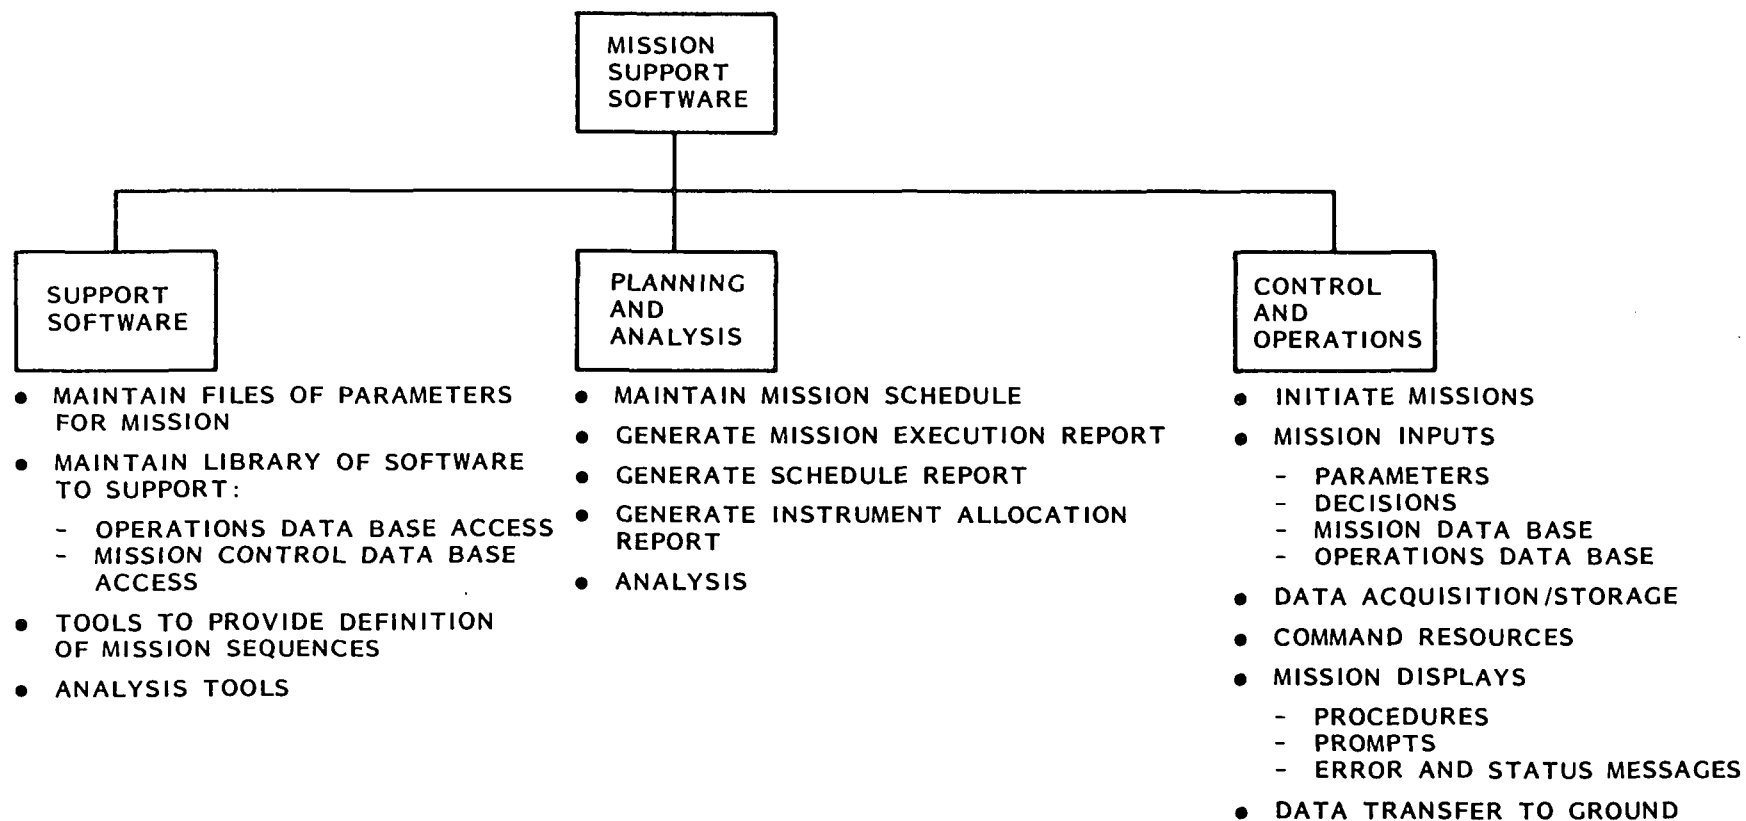 MISSION
SUPPORT
SOFTWARE
SUPPORT
SOFTWARE
● MAINTAIN FILES OF PARAMETERS
FOR MISSION
● MAINTAIN LIBRARY OF SOFTWARE
TO SUPPORT:
- OPERATIONS DATA BASE ACCESS
- MISSION CONTROL DATA BASE
ACCESS
● TOOLS TO PROVIDE DEFINITION
OF MISSION SEQUENCES
● ANALYSIS TOOLS
PLANNING
AND
ANALYSIS
● MAINTAIN MISSION SCHEDULE
● GENERATE MISSION EXECUTION REPORT
● GENERATE SCHEDULE REPORT
● GENERATE INSTRUMENT ALLOCATION
REPORT
● ANALYSIS
CONTROL
AND
OPERATIONS
● INITIATE MISSIONS
● MISSION INPUTS
- PARAMETERS
- DECISIONS
- MISSION DATA BASE
- OPERATIONS DATA BASE
● DATA ACQUISITION/STORAGE
● COMMAND RESOURCES
● MISSION DISPLAYS
- PROCEDURES
- PROMPTS
- ERROR AND STATUS MESSAGES
● DATA TRANSFER TO GROUND